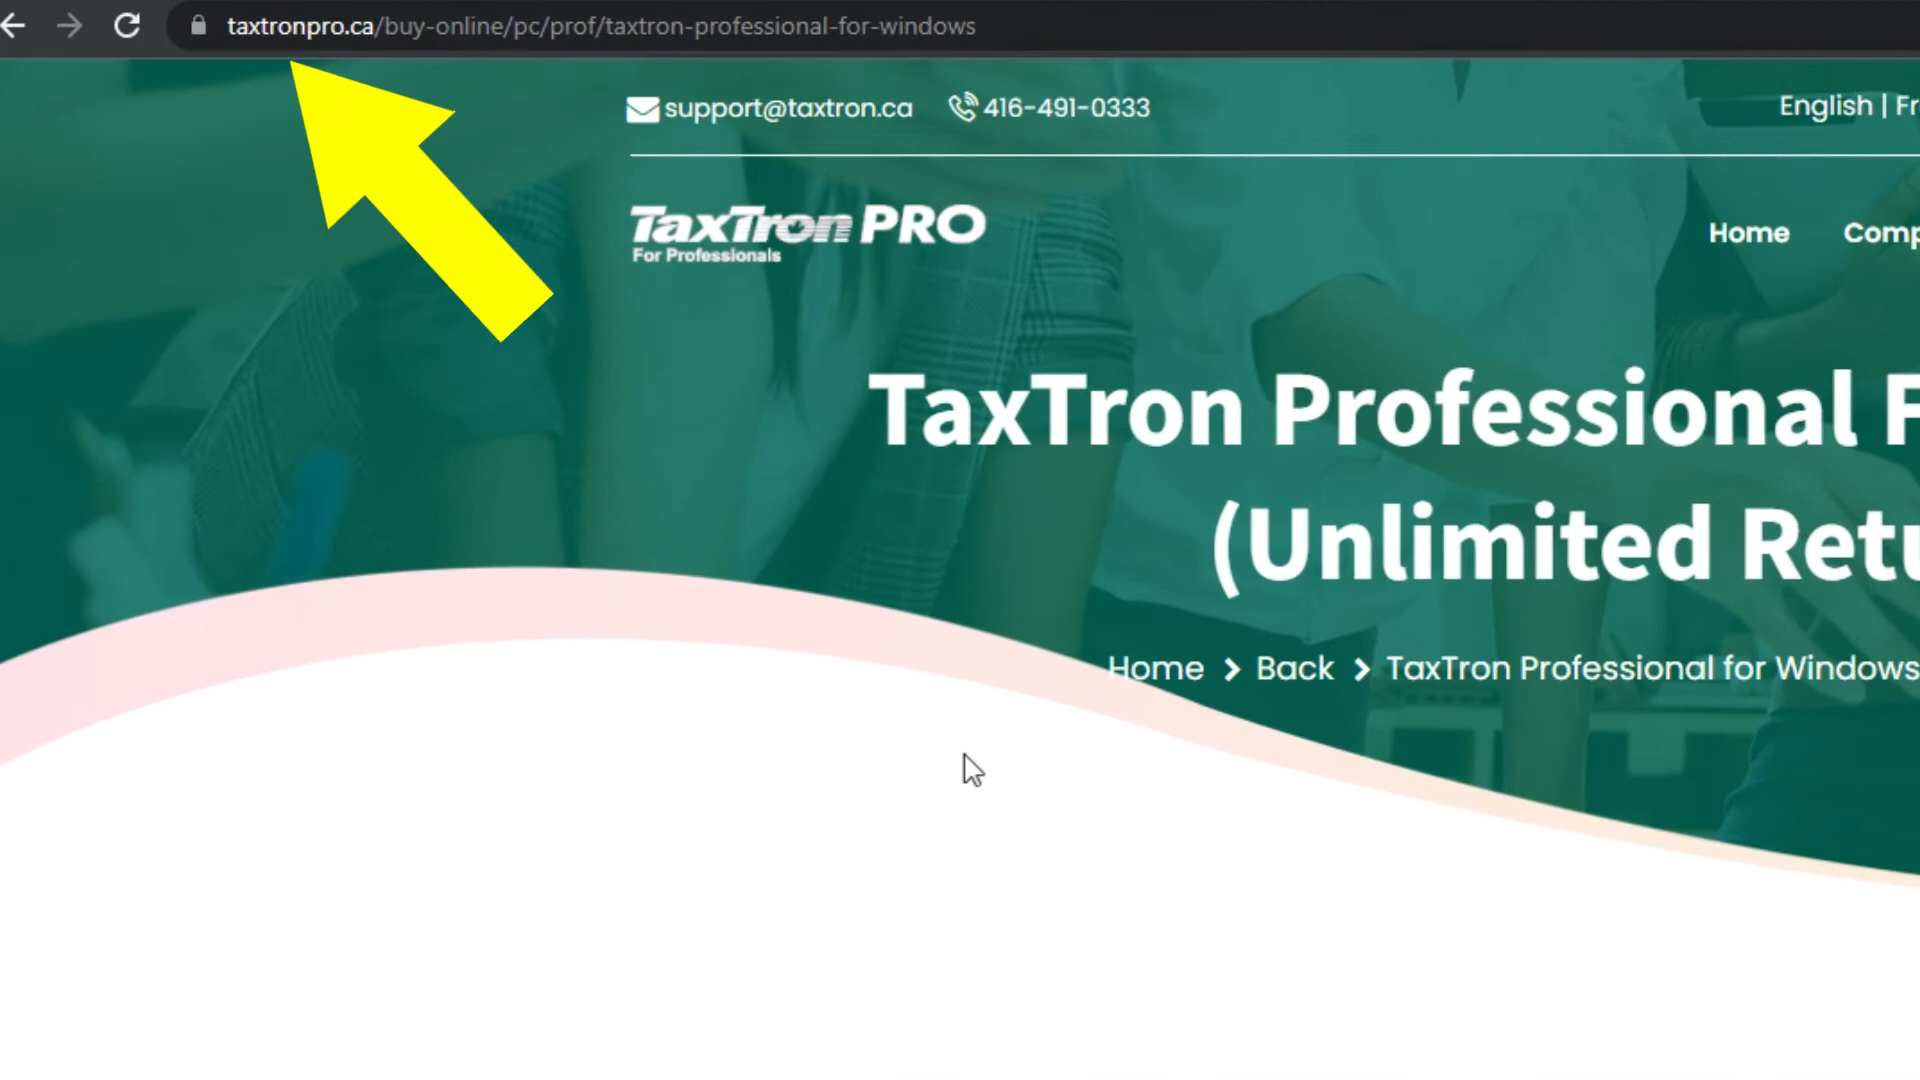 taxtronpro.ca/buy-online/pc/prof/taxtron-professional-for-windows
support@taxtron.ca 416-491-0333
English | Fr
TaxTron PRO
For Professionals
Home Comp
TaxTron Professional F
(Unlimited Retu
Home > Back > TaxTron Professional for Windows